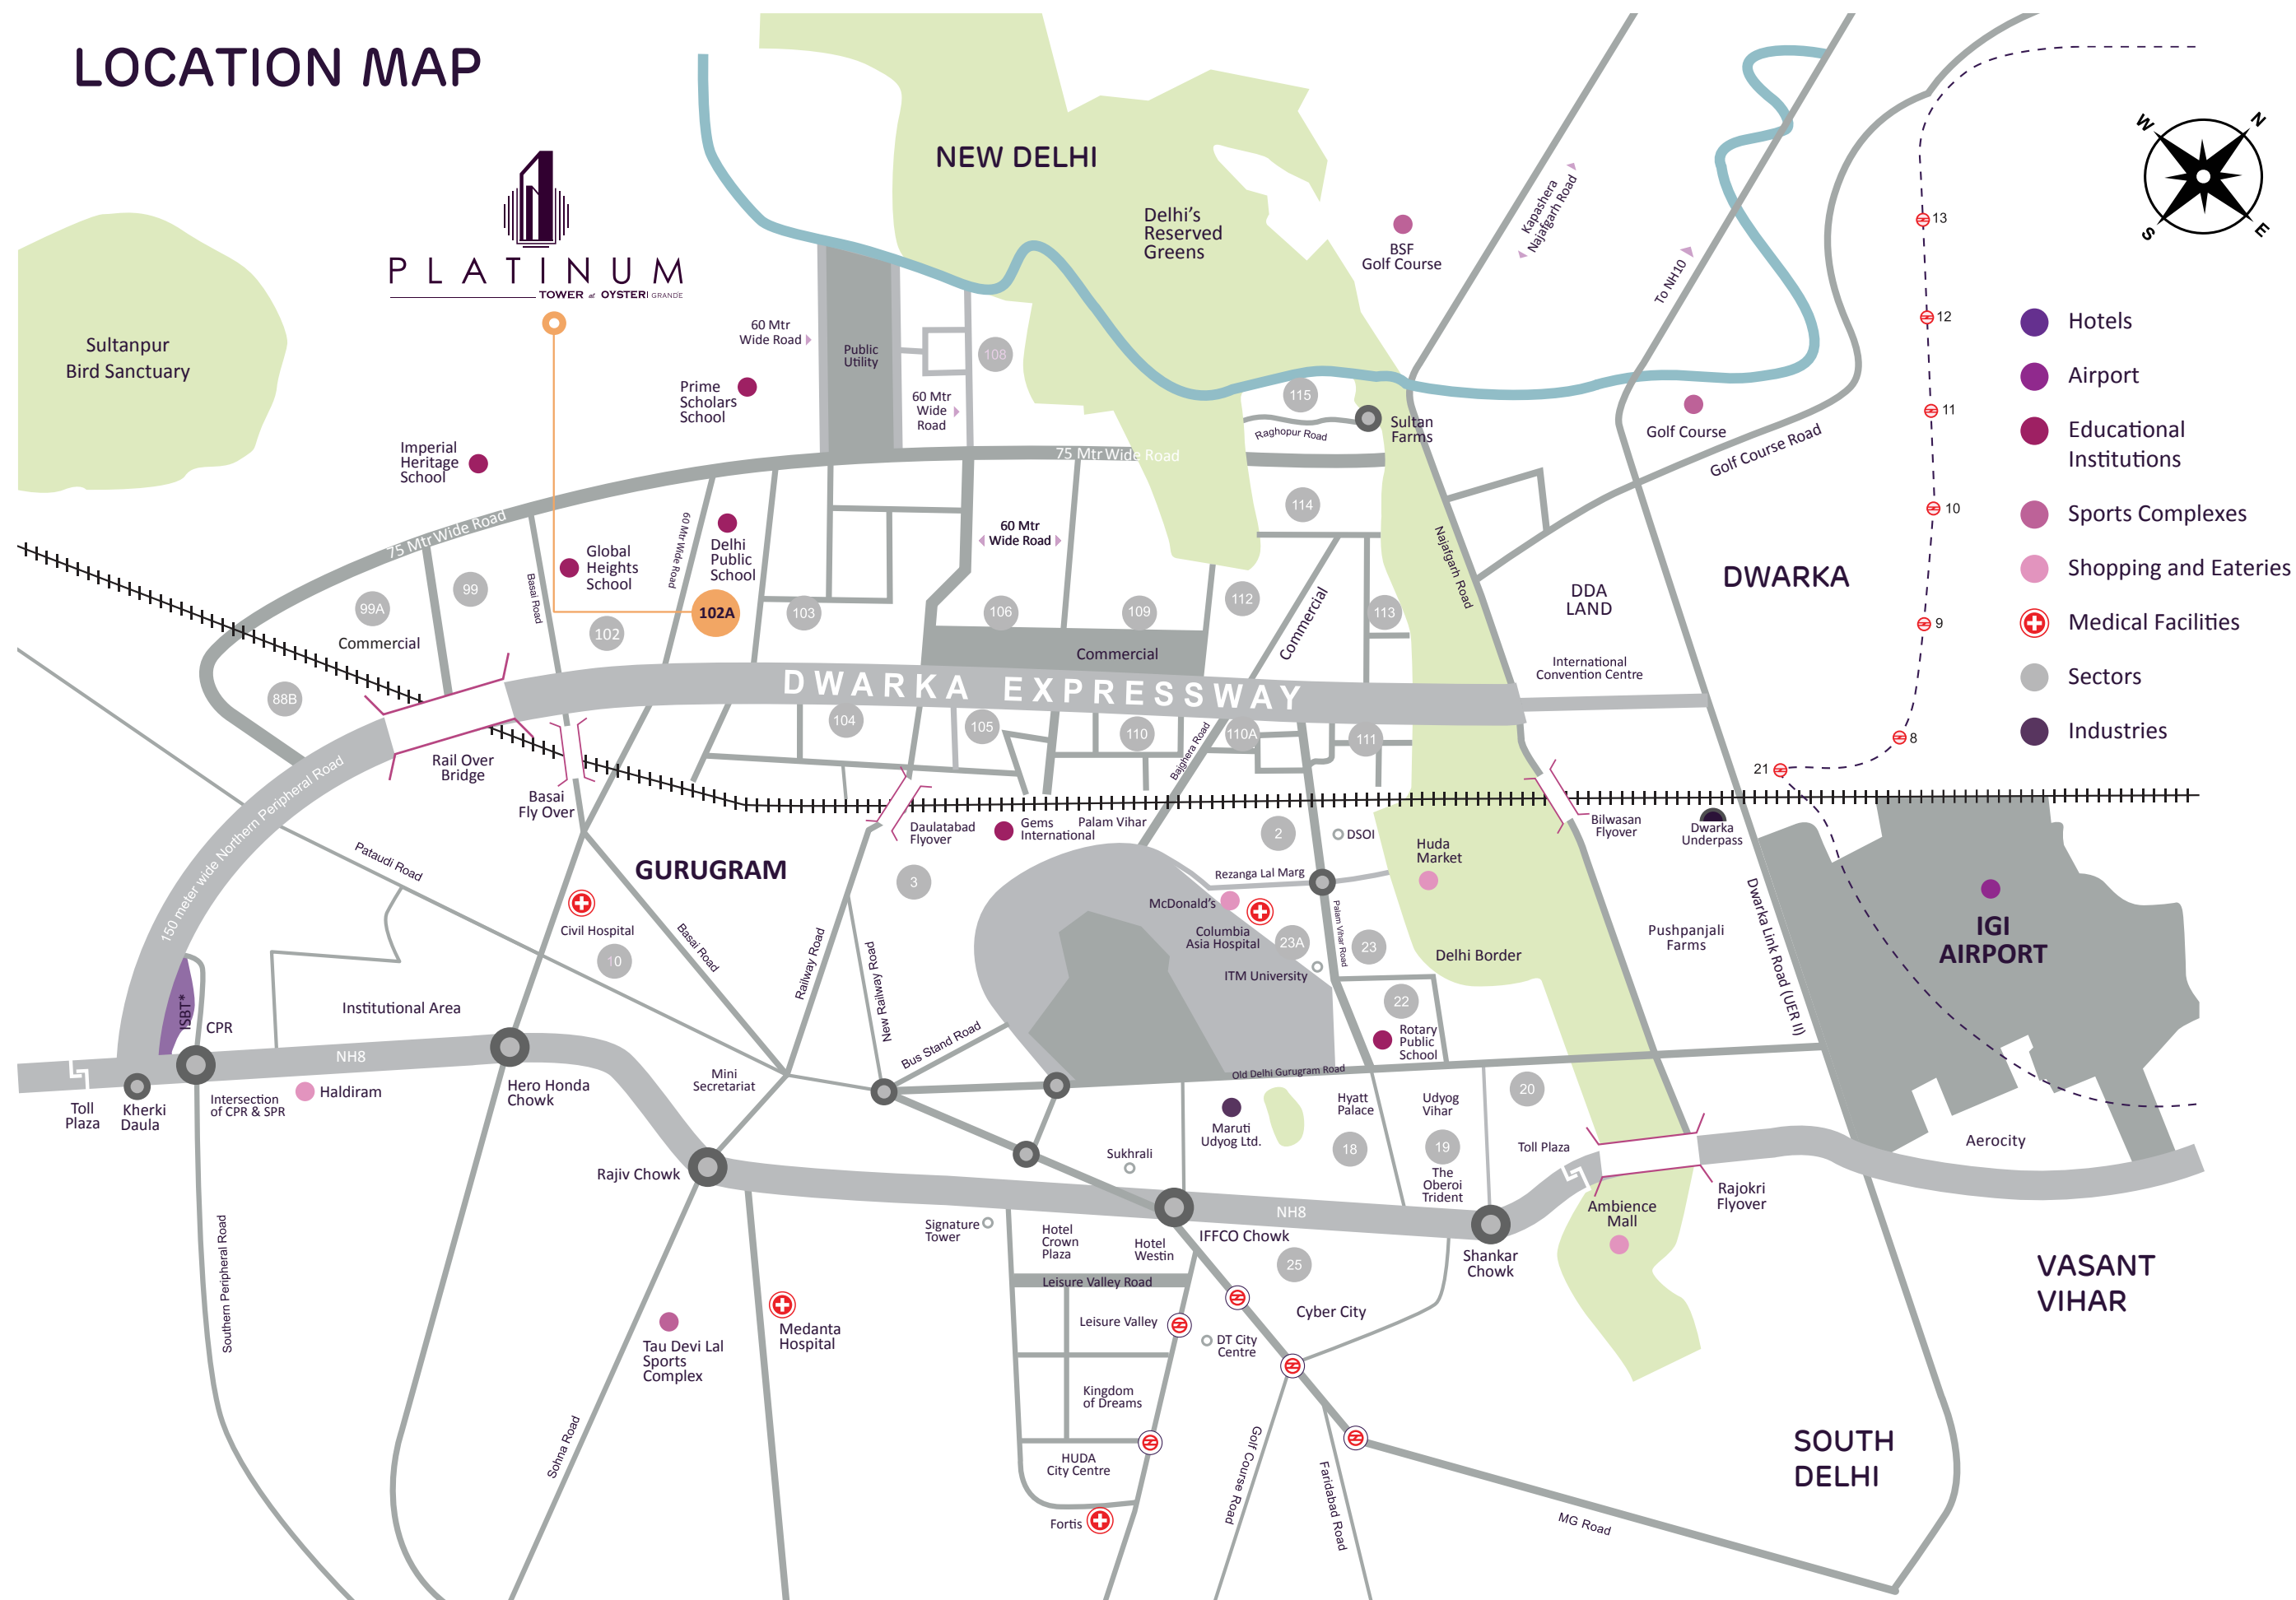 LOCATION MAP
PLATINUM
TOWER at OYSTER GRANDE
NEW DELHI
Delhi's
Reserved
Greens
BSF
Golf Course
Kapashera
Najafgarh Road
To NH10
W
N
S
E
13
12
11
10
9
8
21
Hotels
Airport
Educational
Institutions
Sports Complexes
Shopping and Eateries
Medical Facilities
Sectors
Industries
Sultanpur
Bird Sanctuary
60 Mtr
Wide Road
Public
Utility
108
60 Mtr
Wide
Road
Prime
Scholars
School
Imperial
Heritage
School
115
Raghopur Road
Sultan
Farms
Golf Course
Golf Course Road
75 Mtr Wide Road
75 Mtr Wide Road
114
60 Mtr
Wide Road
60 Mtr Wide Road
Delhi
Public
School
Global
Heights
School
Basai Road
99
99A
Commercial
102
102A
103
106
109
112
113
Commercial
Commercial
Najafgarh Road
DDA
LAND
DWARKA
International
Convention Centre
DWARKA EXPRESSWAY
88B
104
105
110
110A
111
Bajghera Road
Rail Over
Bridge
Basai
Fly Over
150 meter wide Northern Peripheral Road
Pataudi Road
GURUGRAM
Daulatabad
Flyover
Gems
International
Palam Vihar
2
DSOI
Huda
Market
Bilwasan
Flyover
Dwarka
Underpass
3
Rezanga Lal Marg
McDonald's
Columbia
Asia Hospital
23A
ITM University
Palam Vihar Road
23
Delhi Border
Pushpanjali
Farms
Dwarka Link Road (UER II)
IGI
AIRPORT
Civil Hospital
10
Basai Road
Railway Road
New Railway Road
Bus Stand Road
22
Rotary
Public
School
ISBT*
CPR
Institutional Area
NH8
Toll
Plaza
Kherki
Daula
Intersection
of CPR & SPR
Haldiram
Hero Honda
Chowk
Mini
Secretariat
Old Delhi Gurugram Road
Maruti
Udyog Ltd.
Hyatt
Palace
18
Udyog
Vihar
19
The
Oberoi
Trident
20
Toll Plaza
Aerocity
Rajiv Chowk
Sukhrali
Signature
Tower
Hotel
Crown
Plaza
Hotel
Westin
IFFCO Chowk
NH8
Shankar
Chowk
Ambience
Mall
Rajokri
Flyover
VASANT
VIHAR
25
Leisure Valley Road
Leisure Valley
Cyber City
DT City
Centre
Southern Peripheral Road
Tau Devi Lal
Sports
Complex
Medanta
Hospital
Kingdom
of Dreams
HUDA
City Centre
Fortis
Sohna Road
Golf Course Road
Faridabad Road
MG Road
SOUTH
DELHI